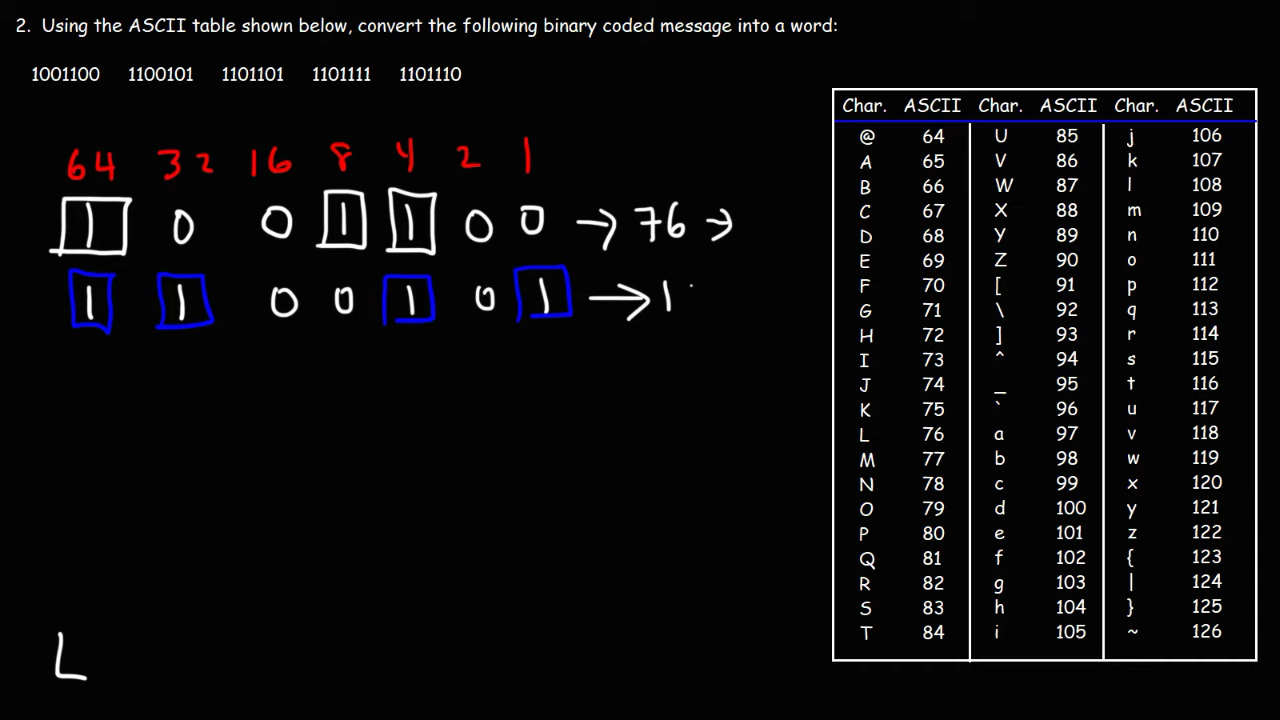 2. Using the ASCII table shown below, convert the following binary coded message into a word:
1001100 1100101 1101101 1101111 1101110
64 32 16 8 4 2 1
1 0 0 1 1 0 0 → 76 →
1 1 0 0 1 0 1 → 1
L
Char. ASCII Char. ASCII Char. ASCII
@ 64 U 85 j 106
A 65 V 86 k 107
B 66 W 87 l 108
C 67 X 88 m 109
D 68 Y 89 n 110
E 69 Z 90 o 111
F 70 [ 91 p 112
G 71 \ 92 q 113
H 72 ] 93 r 114
I 73 ^ 94 s 115
J 74 _ 95 t 116
K 75 ` 96 u 117
L 76 a 97 v 118
M 77 b 98 w 119
N 78 c 99 x 120
O 79 d 100 y 121
P 80 e 101 z 122
Q 81 f 102 { 123
R 82 g 103 | 124
S 83 h 104 } 125
T 84 i 105 ~ 126